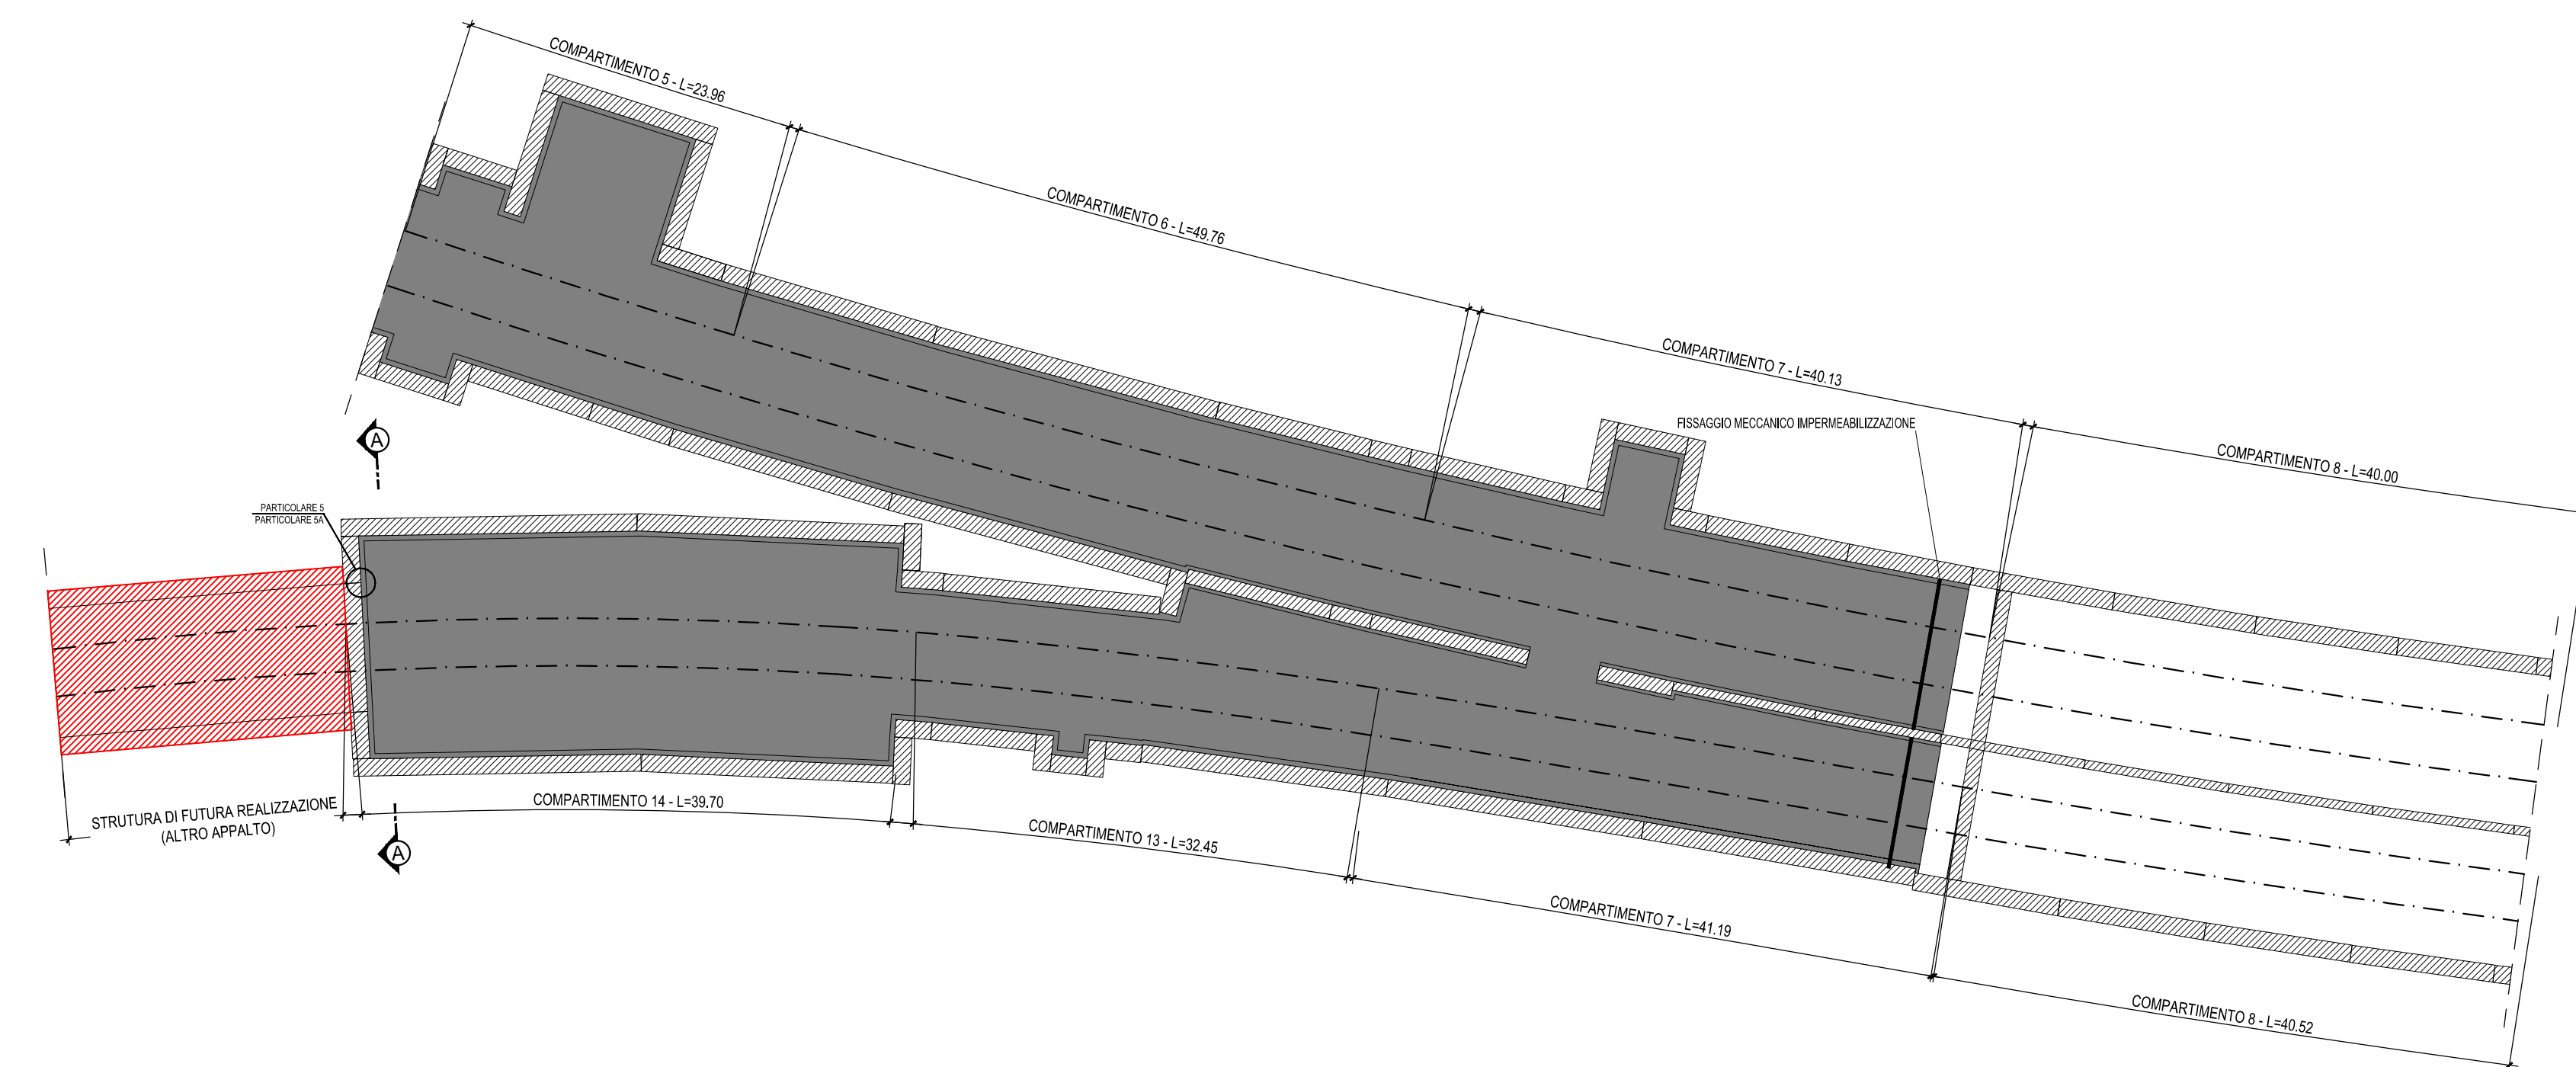 COMPARTIMENTO 5 - L=23.96
COMPARTIMENTO 6 - L=49.76
COMPARTIMENTO 7 - L=40.13
FISSAGGIO MECCANICO IMPERMEABILIZZAZIONE
COMPARTIMENTO 8 - L=40.00
A
PARTICOLARE 5
PARTICOLARE 5A
STRUTURA DI FUTURA REALIZZAZIONE
(ALTRO APPALTO)
COMPARTIMENTO 14 - L=39.70
A
COMPARTIMENTO 13 - L=32.45
COMPARTIMENTO 7 - L=41.19
COMPARTIMENTO 8 - L=40.52